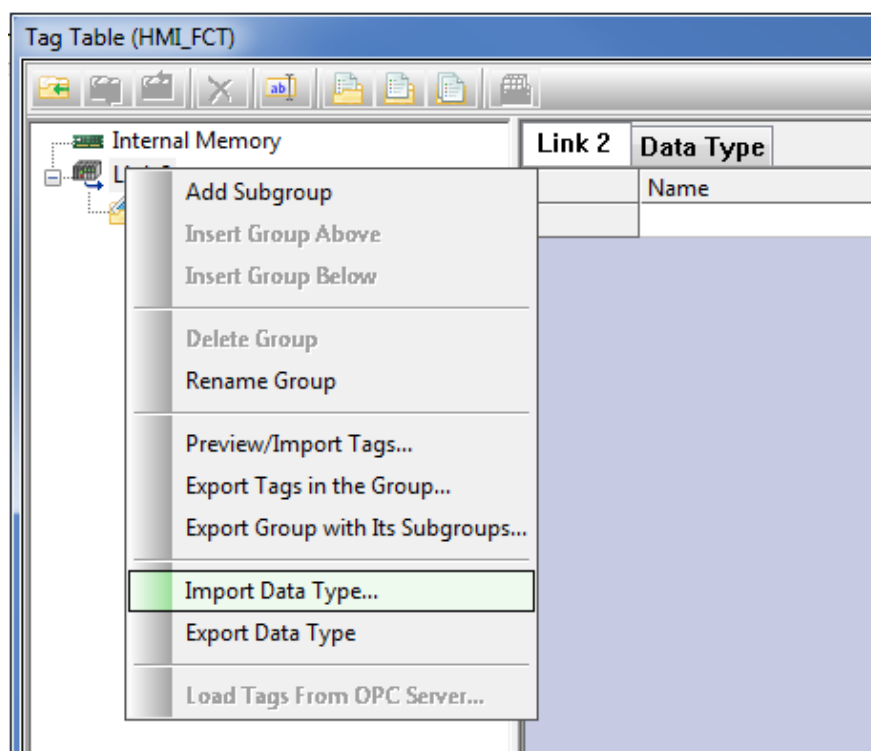 Tag Table (HMI_FCT)
ab
Internal Memory
Link 2
Data Type
Name
Add Subgroup
Insert Group Above
Insert Group Below
Delete Group
Rename Group
Preview/Import Tags...
Export Tags in the Group...
Export Group with Its Subgroups...
Import Data Type...
Export Data Type
Load Tags From OPC Server...